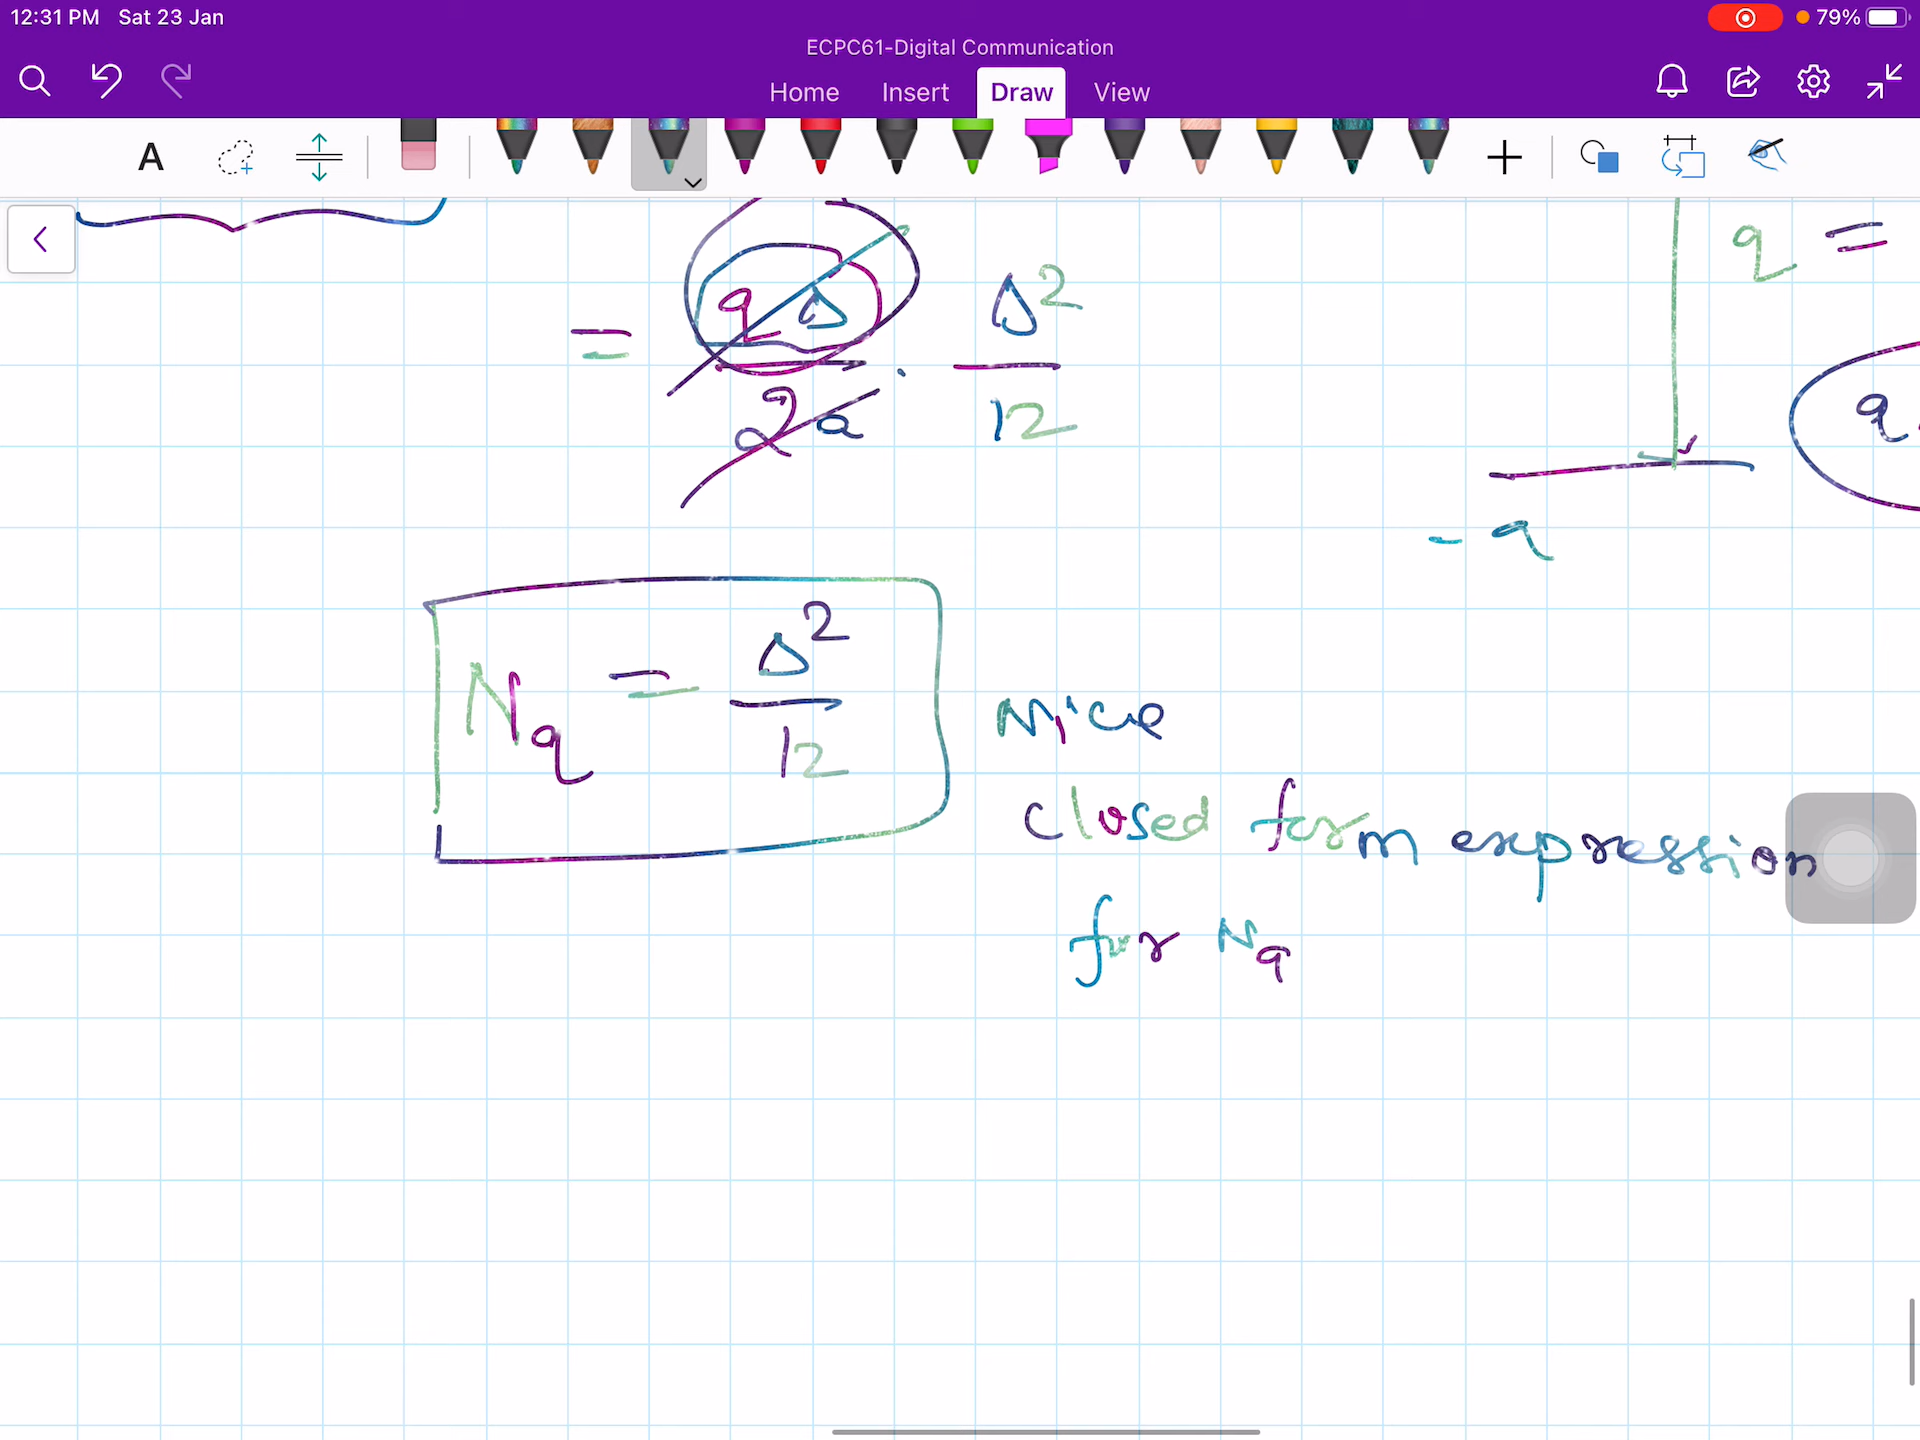 12:31 PM Sat 23 Jan
79%
ECPC61-Digital Communication
Home Insert Draw View
A
q =
= qΔ/2a · Δ²/12
q
- a
Nq = Δ²/12
Nice
closed form expression
for Nq